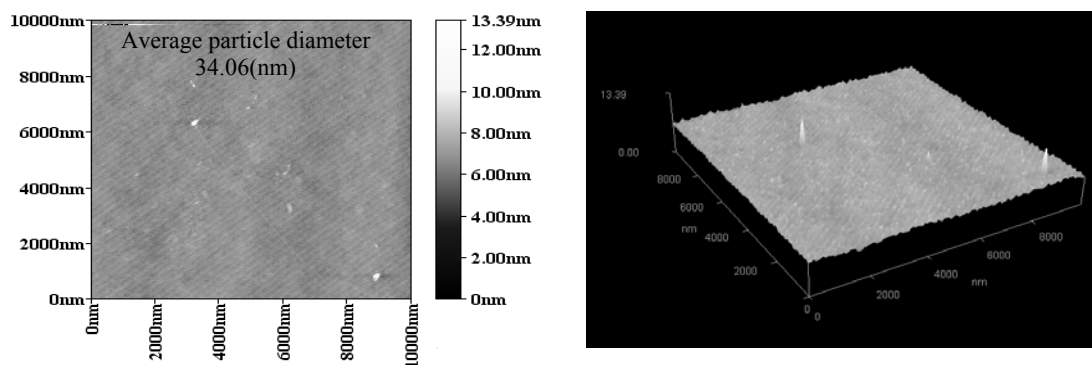 10000nm
8000nm
6000nm
4000nm
2000nm
0nm
Average particle diameter
34.06(nm)
0nm
2000nm
4000nm
6000nm
8000nm
10000nm
13.39nm
12.00nm
10.00nm
8.00nm
6.00nm
4.00nm
2.00nm
0nm
13.39
0.00
8000
6000
nm
4000
2000
0
0
2000
4000
nm
6000
8000